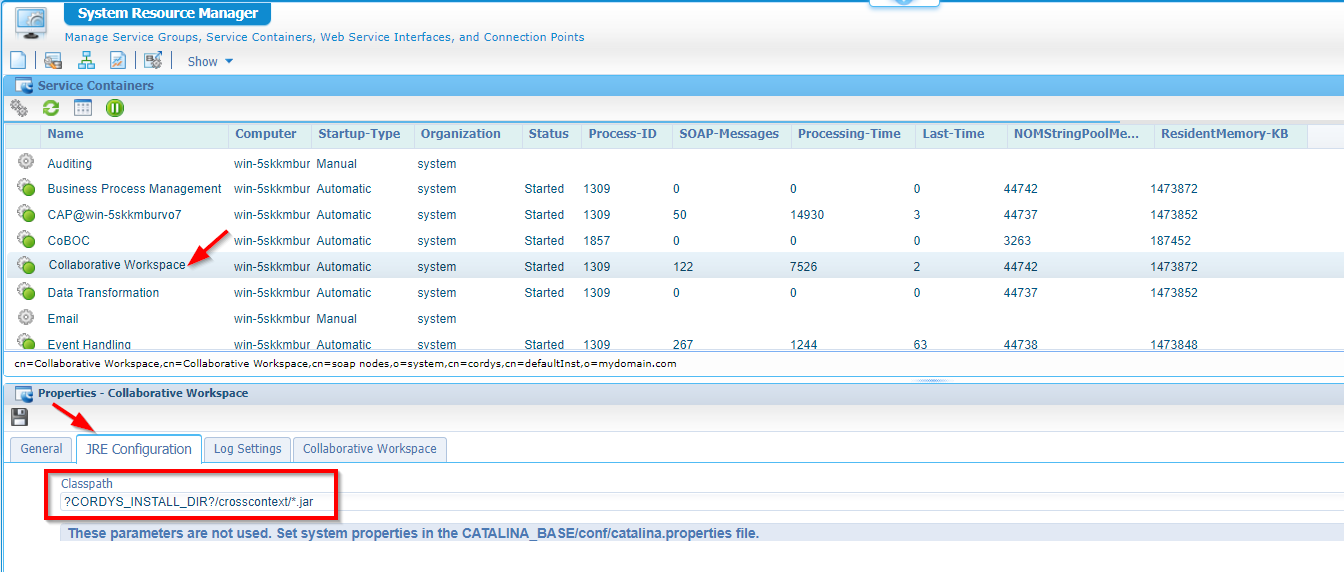 System Resource Manager
Manage Service Groups, Service Containers, Web Service Interfaces, and Connection Points
Show
Service Containers
Name Computer Startup-Type Organization Status Process-ID SOAP-Messages Processing-Time Last-Time NOMStringPoolMe... ResidentMemory-KB
Auditing win-5skkmbur Manual system
Business Process Management win-5skkmbur Automatic system Started 1309 0 0 0 44742 1473872
CAP@win-5skkmburvo7 win-5skkmbur Automatic system Started 1309 50 14930 3 44737 1473852
CoBOC win-5skkmbur Automatic system Started 1857 0 0 0 3263 187452
Collaborative Workspace win-5skkmbur Automatic system Started 1309 122 7526 2 44742 1473872
Data Transformation win-5skkmbur Automatic system Started 1309 0 0 0 44737 1473852
Email win-5skkmbur Manual system
Event Handling win-5skkmbur Automatic system Started 1309 267 1244 63 44738 1473848
cn=Collaborative Workspace,cn=Collaborative Workspace,cn=soap nodes,o=system,cn=cordys,cn=defaultInst,o=mydomain.com
Properties - Collaborative Workspace
General JRE Configuration Log Settings Collaborative Workspace
Classpath
?CORDYS_INSTALL_DIR?/crosscontext/*.jar
These parameters are not used. Set system properties in the CATALINA_BASE/conf/catalina.properties file.